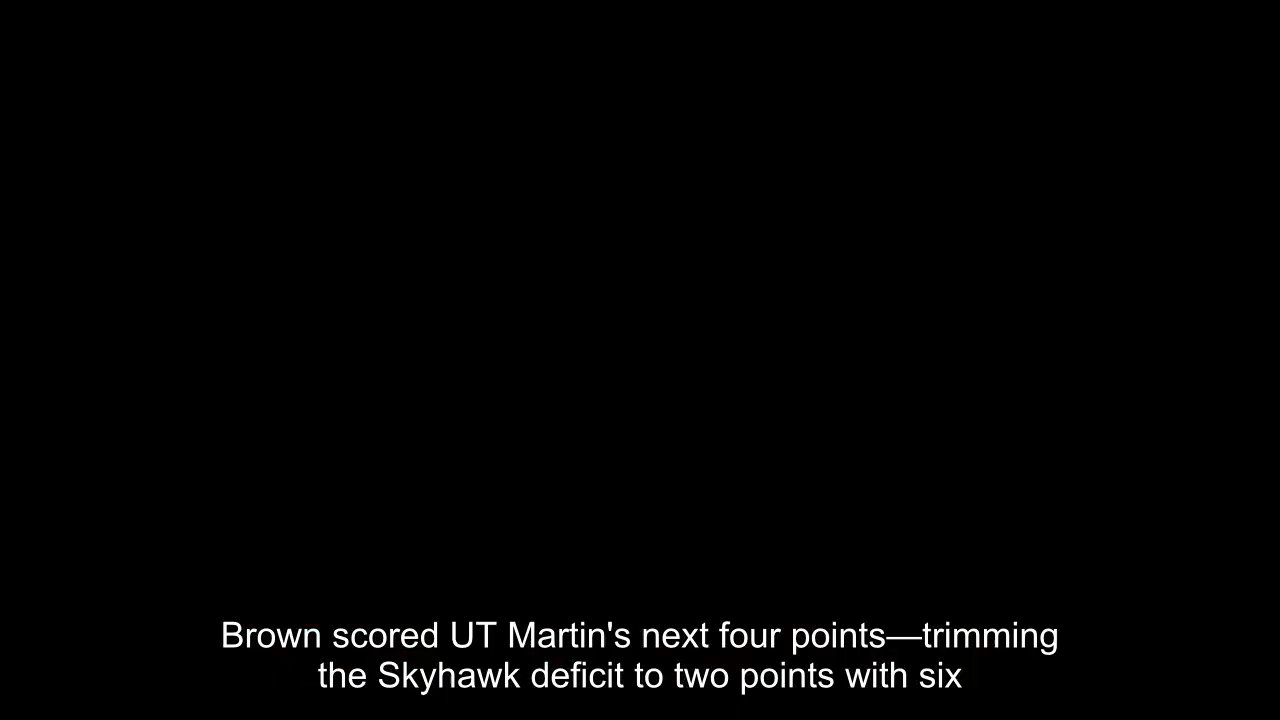 Brown scored UT Martin's next four points—trimming
the Skyhawk deficit to two points with six